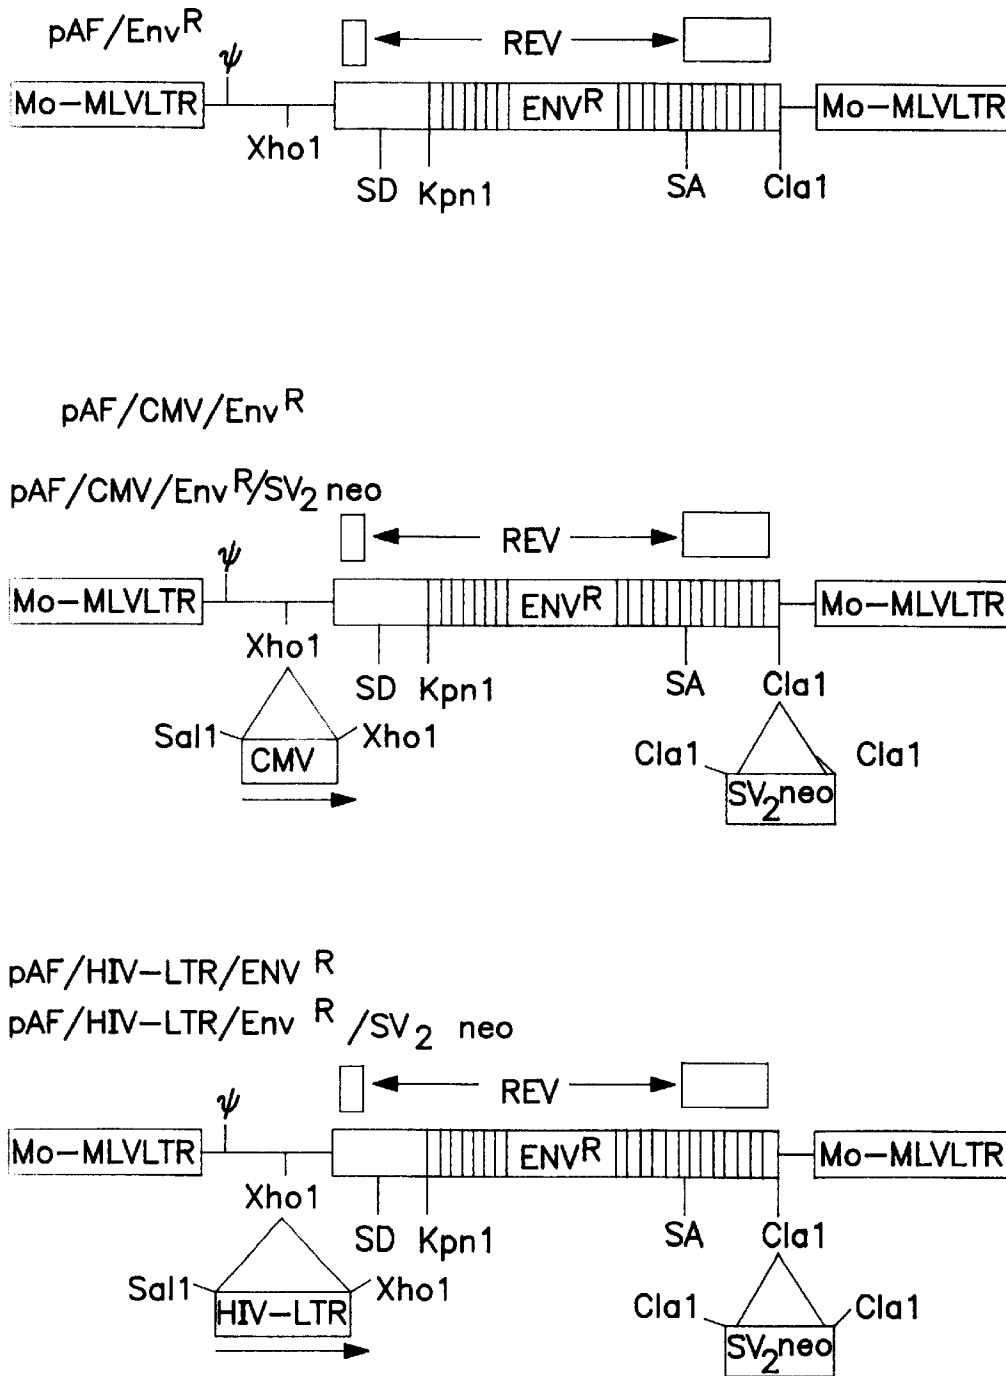 pAF/Env R
REV
ψ
Mo-MLVLTR ENV R Mo-MLVLTR
Xho1
SD Kpn1 SA Cla1
pAF/CMV/Env R
pAF/CMV/Env R/SV2 neo
REV
ψ
Mo-MLVLTR ENV R Mo-MLVLTR
Xho1
SD Kpn1 SA Cla1
Sal1 Xho1
CMV
Cla1 Cla1
SV2neo
pAF/HIV-LTR/ENV R
pAF/HIV-LTR/Env R /SV2 neo
REV
ψ
Mo-MLVLTR ENV R Mo-MLVLTR
Xho1
SD Kpn1 SA Cla1
Sal1 Xho1
HIV-LTR
Cla1 Cla1
SV2neo